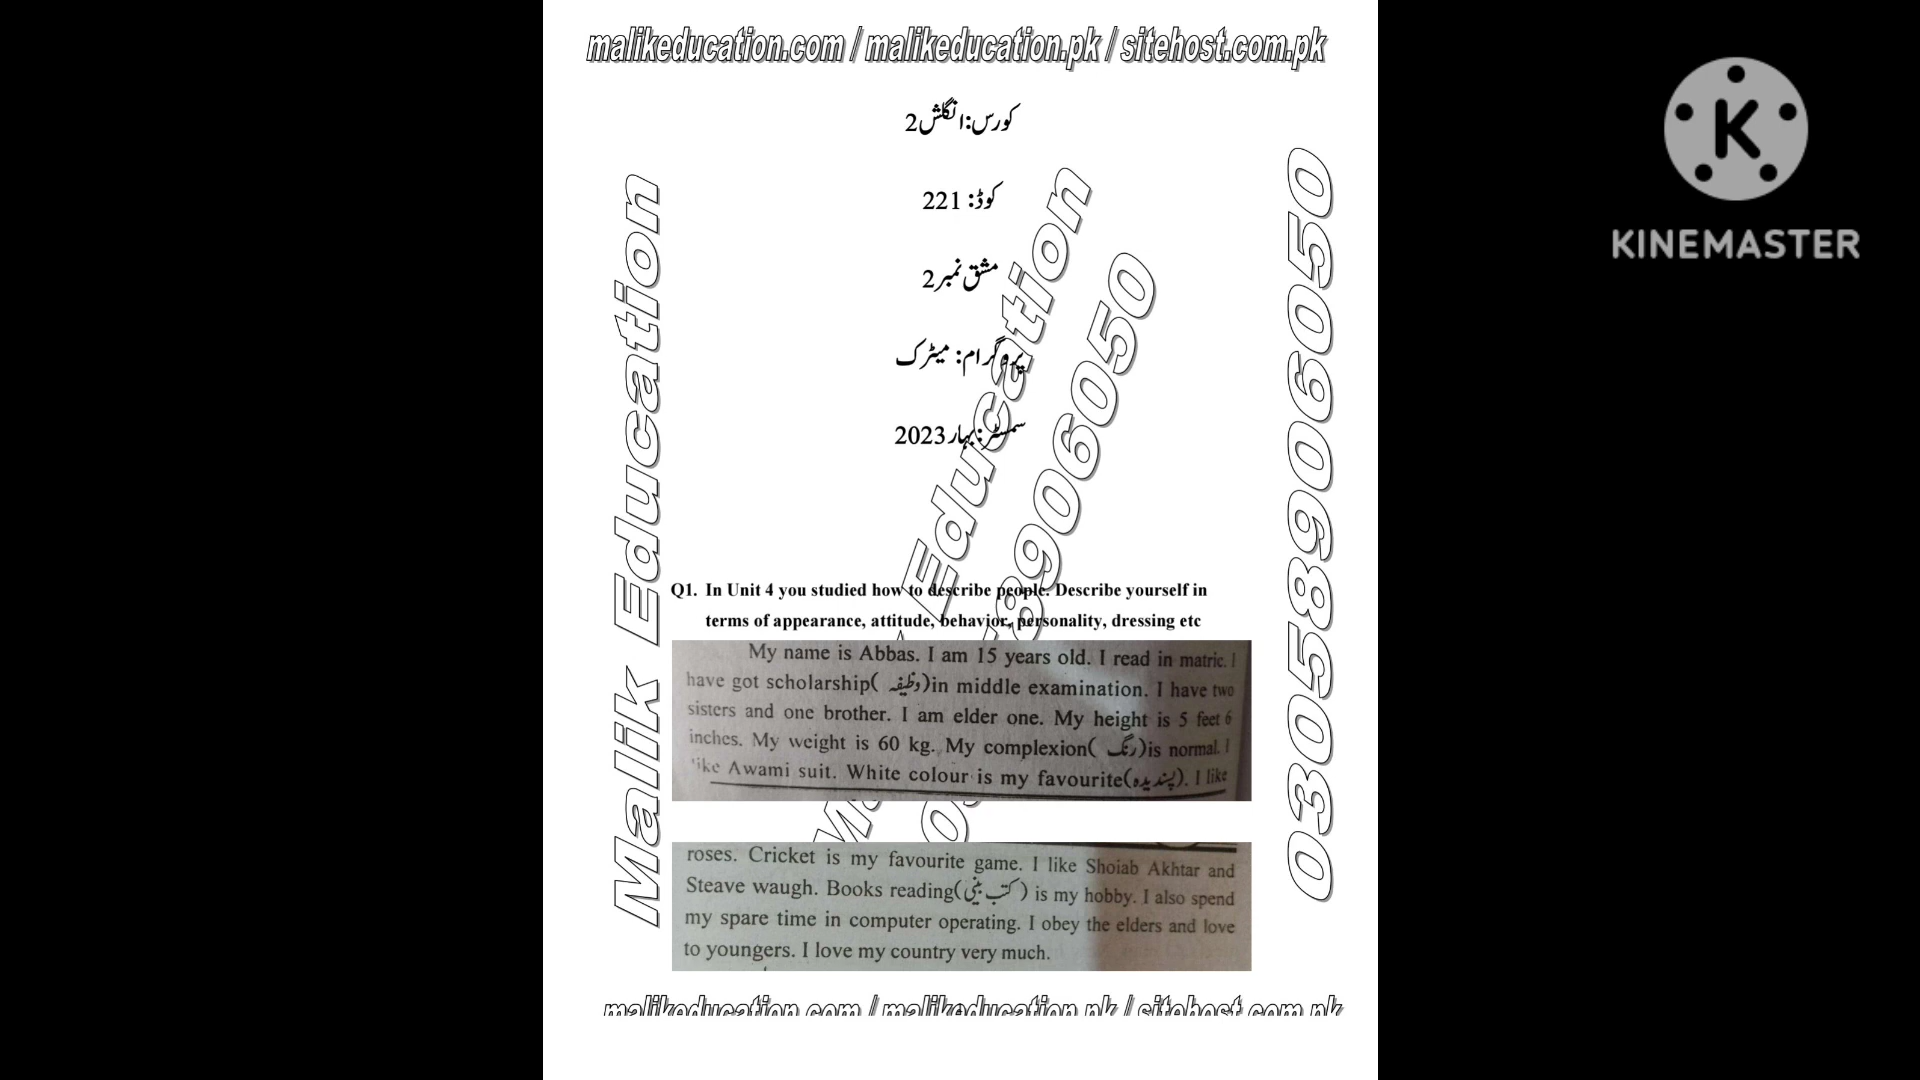 malikeducation.com / malikeducation.pk / sitehost.com.pk
کورس: انگلش 2
کوڈ: 221
مشق نمبر 2
پروگرام: میٹرک
سمسٹر: بہار 2023
Malik Education
03058906050
Malik Education
8906050
KINEMASTER
Q1. In Unit 4 you studied how to describe people. Describe yourself in
terms of appearance, attitude, behavior, personality, dressing etc
My name is Abbas. I am 15 years old. I read in matric. I
have got scholarship( وظیفہ )in middle examination. I have two
sisters and one brother. I am elder one. My height is 5 feet 6
inches. My weight is 60 kg. My complexion( رنگ )is normal. I
like Awami suit. White colour is my favourite(پسندیدہ). I like
roses. Cricket is my favourite game. I like Shoiab Akhtar and
Steave waugh. Books reading(کتب بینی) is my hobby. I also spend
my spare time in computer operating. I obey the elders and love
to youngers. I love my country very much.
malikeducation.com / malikeducation.pk / sitehost.com.pk